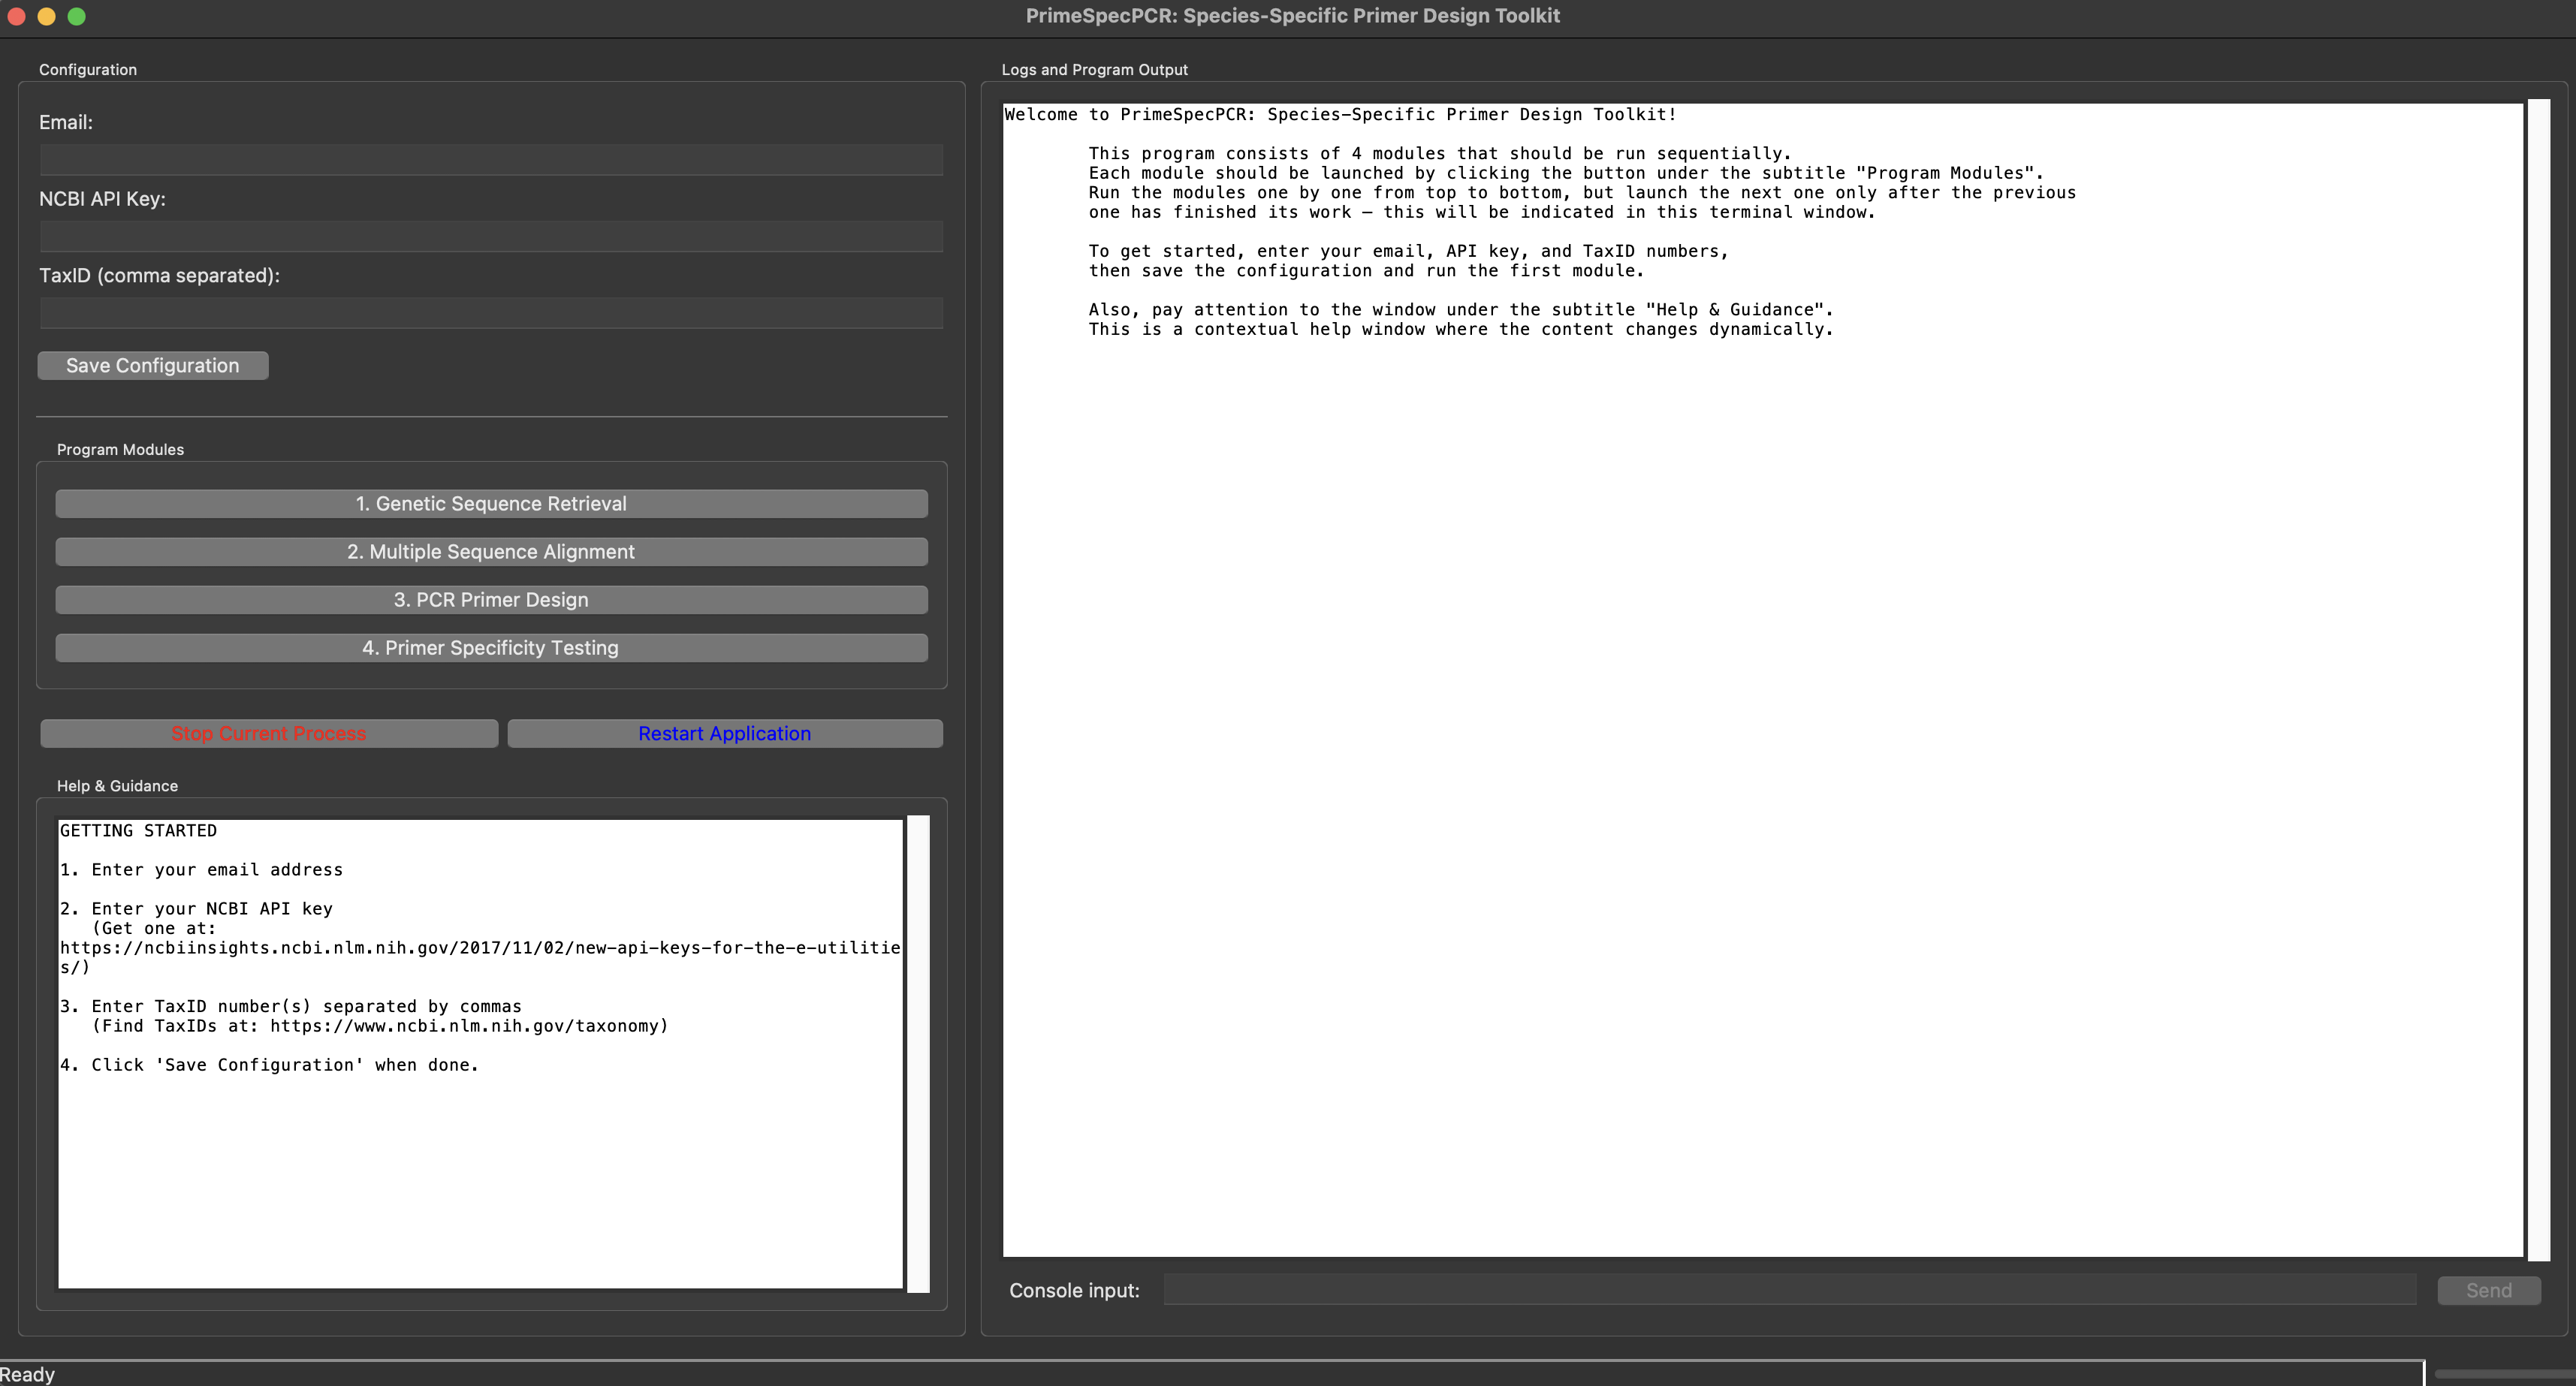 PrimeSpecPCR: Species-Specific Primer Design Toolkit
Configuration
Email:
NCBI API Key:
TaxID (comma separated):
Save Configuration
Program Modules
1. Genetic Sequence Retrieval
2. Multiple Sequence Alignment
3. PCR Primer Design
4. Primer Specificity Testing
Stop Current Process
Restart Application
Help & Guidance
GETTING STARTED
1. Enter your email address
2. Enter your NCBI API key
(Get one at:
https://ncbiinsights.ncbi.nlm.nih.gov/2017/11/02/new-api-keys-for-the-e-utilitie
s/)
3. Enter TaxID number(s) separated by commas
(Find TaxIDs at: https://www.ncbi.nlm.nih.gov/taxonomy)
4. Click 'Save Configuration' when done.
Logs and Program Output
Welcome to PrimeSpecPCR: Species-Specific Primer Design Toolkit!
This program consists of 4 modules that should be run sequentially.
Each module should be launched by clicking the button under the subtitle "Program Modules".
Run the modules one by one from top to bottom, but launch the next one only after the previous
one has finished its work – this will be indicated in this terminal window.
To get started, enter your email, API key, and TaxID numbers,
then save the configuration and run the first module.
Also, pay attention to the window under the subtitle "Help & Guidance".
This is a contextual help window where the content changes dynamically.
Console input:
Send
Ready